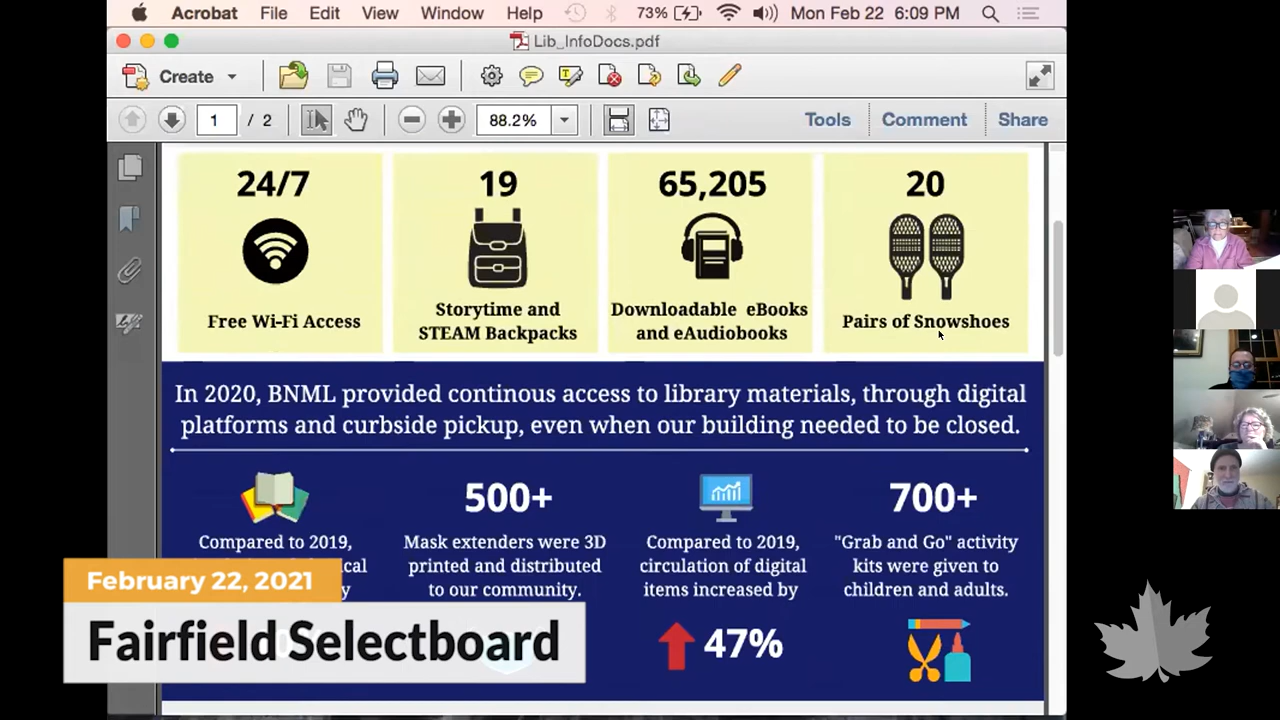 Acrobat File Edit View Window Help 73% Mon Feb 22 6:09 PM
Lib_InfoDocs.pdf
Create
1 / 2 88.2% Tools Comment Share
24/7 19 65,205 20
Free Wi-Fi Access
Storytime and
STEAM Backpacks
Downloadable eBooks
and eAudiobooks
Pairs of Snowshoes
In 2020, BNML provided continous access to library materials, through digital
platforms and curbside pickup, even when our building needed to be closed.
Compared to 2019,
500+
Mask extenders were 3D
printed and distributed
to our community.
Compared to 2019,
circulation of digital
items increased by
47%
700+
"Grab and Go" activity
kits were given to
children and adults.
February 22, 2021
Fairfield Selectboard